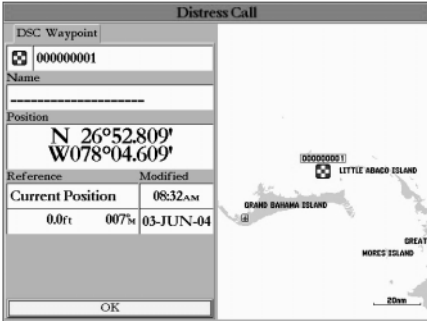 Distress Call
DSC Waypoint
000000001
Name
--------------------
Position
N 26°52.809'
W078°04.609'
Reference Modified
Current Position 08:32AM
0.0ft 007°M 03-JUN-04
OK
000000001
LITTLE ABACO ISLAND
GRAND BAHAMA ISLAND
GREAT
MORES ISLAND
20nm